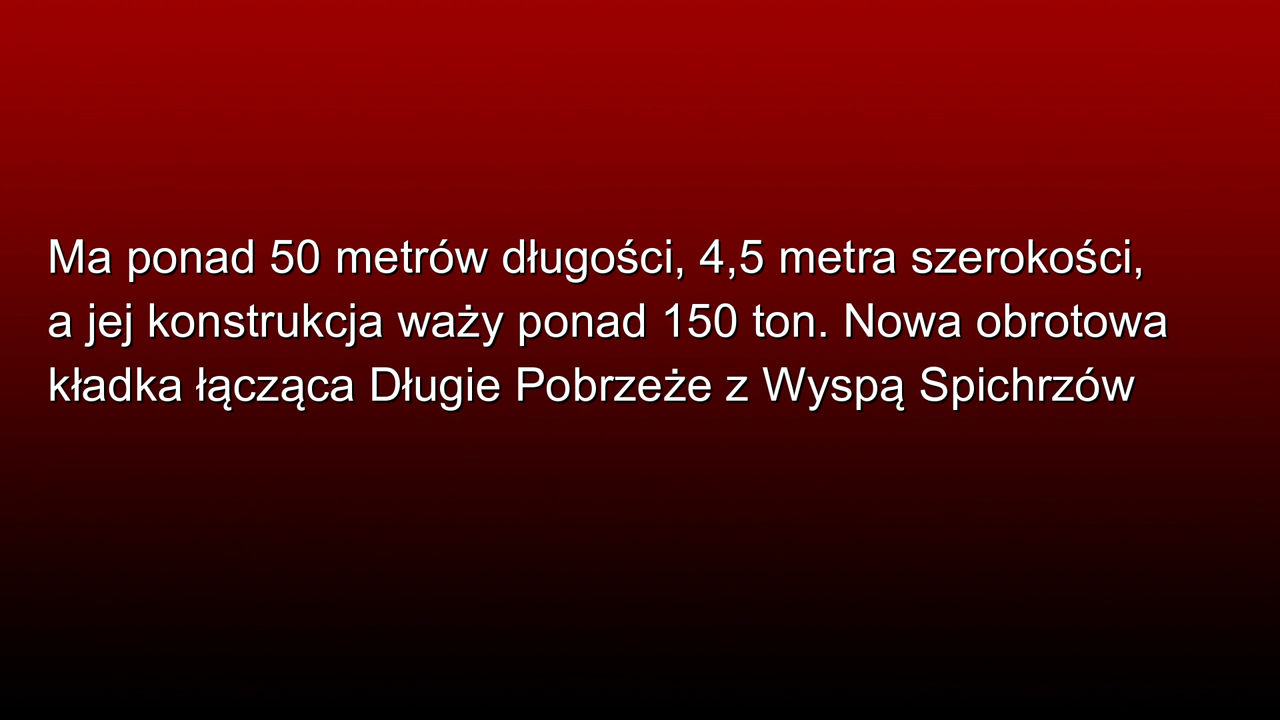 Ma ponad 50 metrów długości, 4,5 metra szerokości,
a jej konstrukcja waży ponad 150 ton. Nowa obrotowa
kładka łącząca Długie Pobrzeże z Wyspą Spichrzów